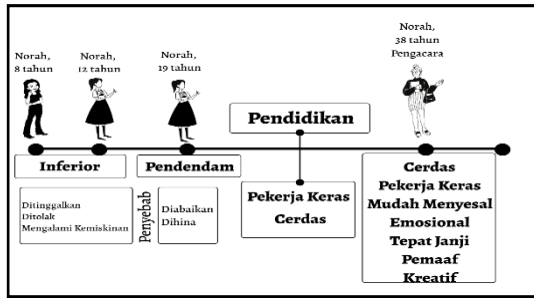 Norah,
8 tahun
Norah,
12 tahun
Norah,
19 tahun
Norah,
38 tahun
Pengacara
Pendidikan
Inferior
Pendendam
Ditinggalkan
Ditolak
Mengalami Kemiskinan
Penyebab
Diabaikan
Dihina
Pekerja Keras
Cerdas
Cerdas
Pekerja Keras
Mudah Menyesal
Emosional
Tepat Janji
Pemaaf
Kreatif